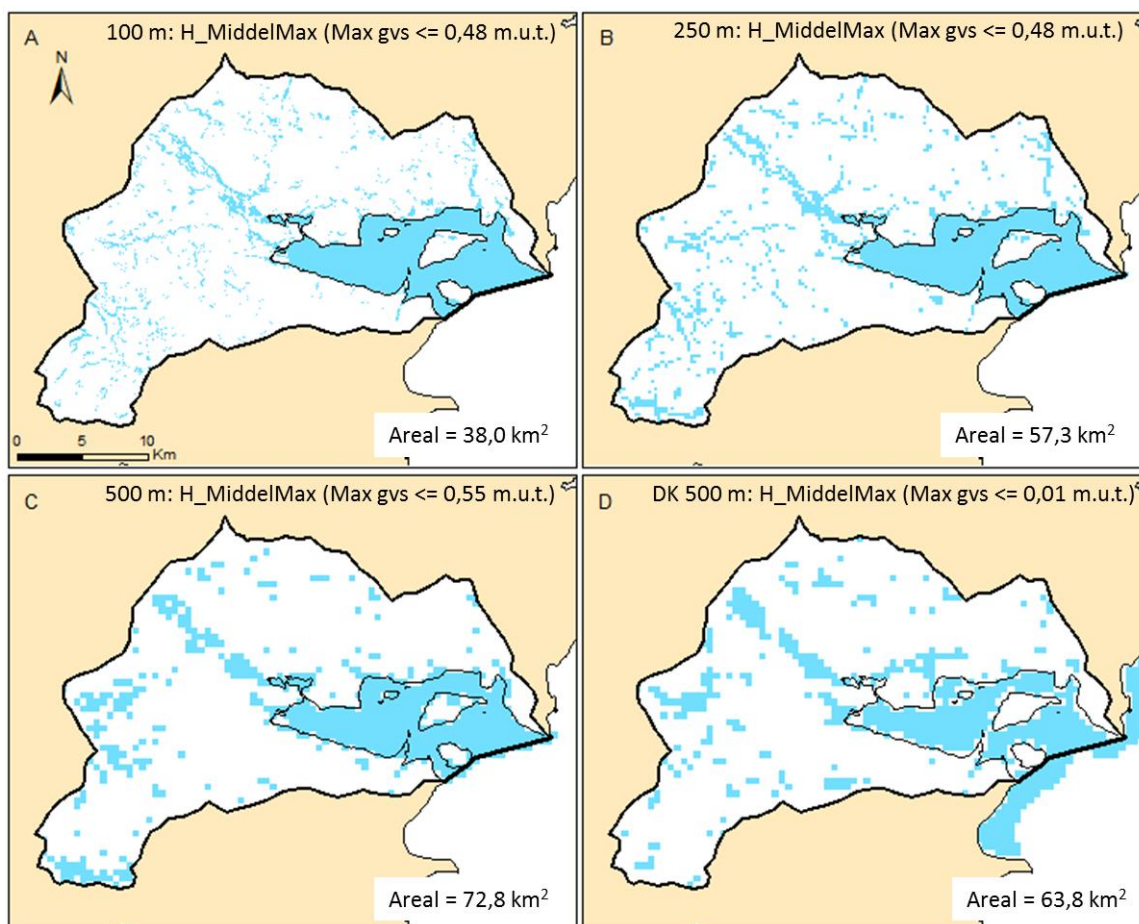 A
100 m: H_MiddelMax (Max gvs <= 0,48 m.u.t.)
N
0 5 10
Km
Areal = 38,0 km²
B
250 m: H_MiddelMax (Max gvs <= 0,48 m.u.t.)
Areal = 57,3 km²
C
500 m: H_MiddelMax (Max gvs <= 0,55 m.u.t.)
Areal = 72,8 km²
D
DK 500 m: H_MiddelMax (Max gvs <= 0,01 m.u.t.)
Areal = 63,8 km²